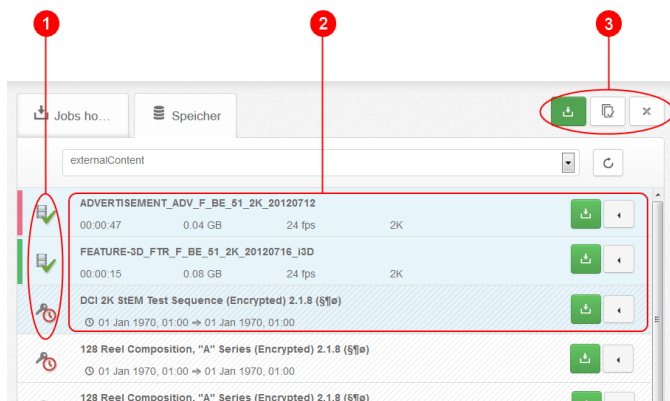 1 2 3
Jobs ho... Speicher
externalContent
ADVERTISEMENT_ADV_F_BE_51_2K_20120712
00:00:47 0.04 GB 24 fps 2K
FEATURE-3D_FTR_F_BE_51_2K_20120716_i3D
00:00:15 0.08 GB 24 fps 2K
DCI 2K StEM Test Sequence (Encrypted) 2.1.8 (§¶ø)
01 Jan 1970, 01:00 ➔ 01 Jan 1970, 01:00
128 Reel Composition, "A" Series (Encrypted) 2.1.8 (§¶ø)
01 Jan 1970, 01:00 ➔ 01 Jan 1970, 01:00
128 Reel Composition, "A" Series (Encrypted) 2.1.8 (§¶ø)